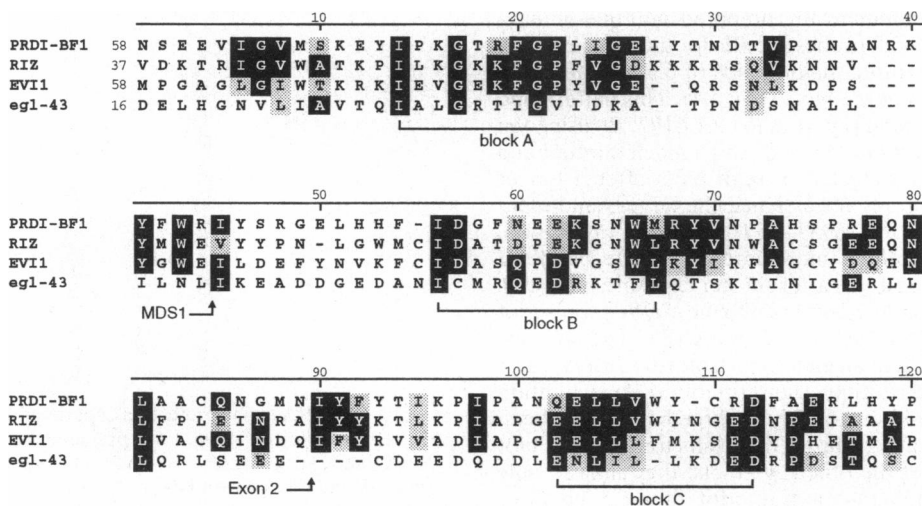 10 20 30 40
PRDI-BF1 58 N S E E V I G V M S K E Y I P K G T R F G P L I G E I Y T N D T V P K N A N R K
RIZ 37 V D K T R I G V W A T K P I L K G K K F G P F V G D K K K R S Q V K N N V - - -
EVI1 58 M P G A G L G I W T K R K I E V G E K F G P Y V G E - - Q R S N L K D P S - - -
egl-43 16 D E L H G N V L I A V T Q I A L G R T I G V I D K A - - T P N D S N A L L - - -
block A
50 60 70 80
PRDI-BF1 Y F W R I Y S R G E L H H F - I D G F N E E K S N W M R Y V N P A H S P R E Q N
RIZ Y M W E V Y Y P N - L G W M C I D A T D P E K G N W L R Y V N W A C S G E E Q N
EVI1 Y G W E I L D E F Y N V K F C I D A S Q P D V G S W L K Y I R F A G C Y D Q H N
egl-43 I L N L I K E A D D G E D A N I C M R Q E D R K T F L Q T S K I I N I G E R L L
MDS1 block B
90 100 110 120
PRDI-BF1 L A A C Q N G M N I Y F Y T I K P I P A N Q E L L V W Y - C R D F A E R L H Y P
RIZ L F P L E I N R A I Y Y K T L K P I A P G E E L L V W Y N G E D N P E I A A A I
EVI1 L V A C Q I N D Q I F Y R V V A D I A P G E E L L L F M K S E D Y P H E T M A P
egl-43 L Q R L S E E E - - - - C D E E D Q D L E N L I L - L K D E D R P D S T Q S C
Exon 2 block C